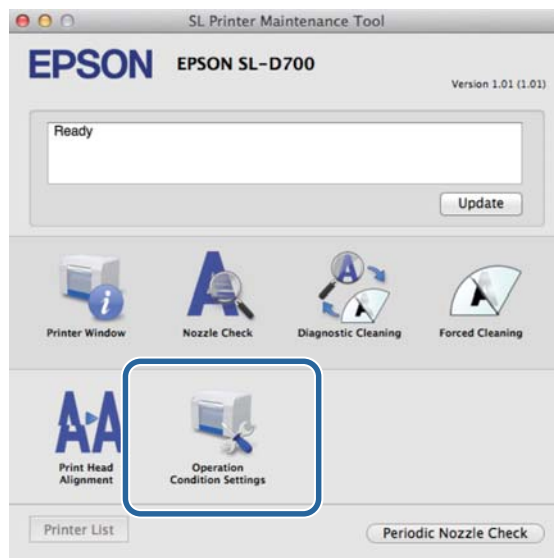 SL Printer Maintenance Tool
EPSON EPSON SL-D700
Version 1.01 (1.01)
Ready
Update
Printer Window Nozzle Check Diagnostic Cleaning Forced Cleaning
Print Head
Alignment
Operation
Condition Settings
Printer List Periodic Nozzle Check